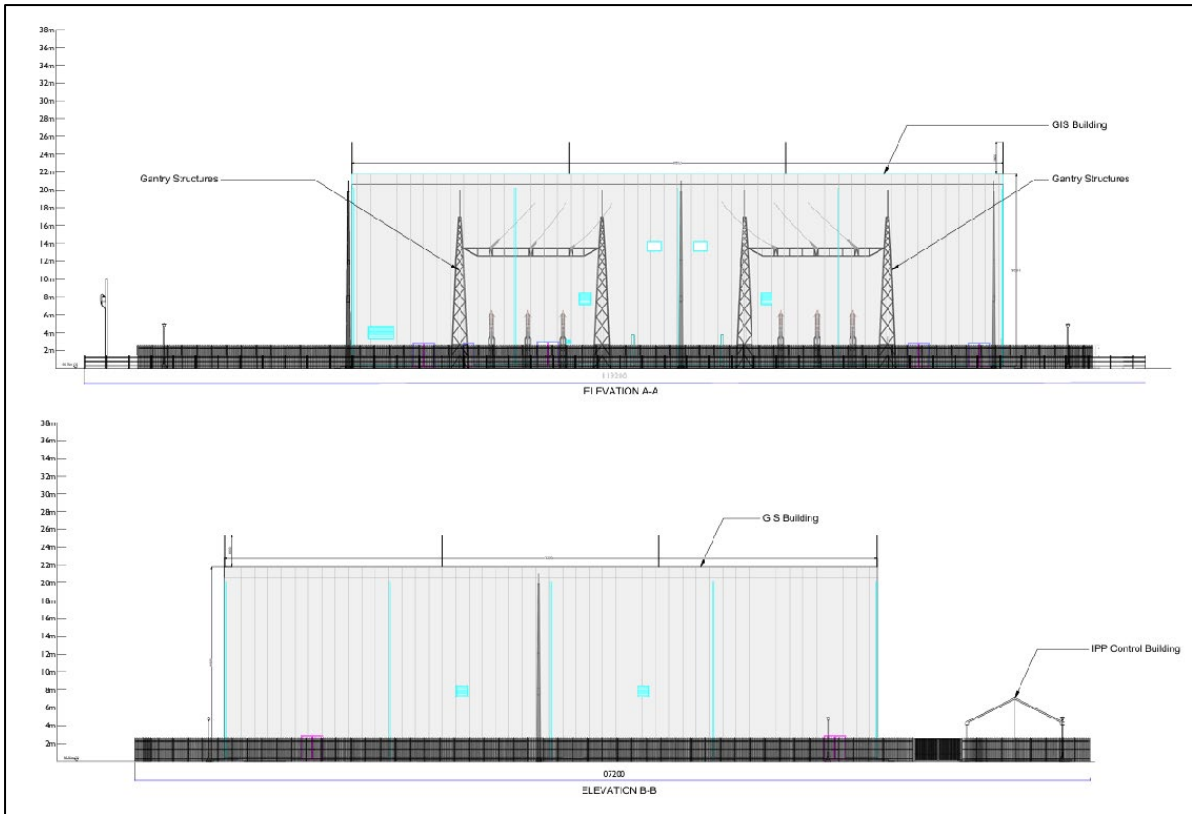 38m
36m
34m
32m
30m
28m
26m
24m
22m
20m
18m
16m
14m
12m
10m
8m
6m
4m
2m
GIS Building
Gantry Structures
Gantry Structures
ELEVATION A-A
38m
36m
34m
32m
30m
28m
26m
24m
22m
20m
18m
16m
14m
12m
10m
8m
6m
4m
2m
G S Building
IPP Control Building
07200
ELEVATION B-B